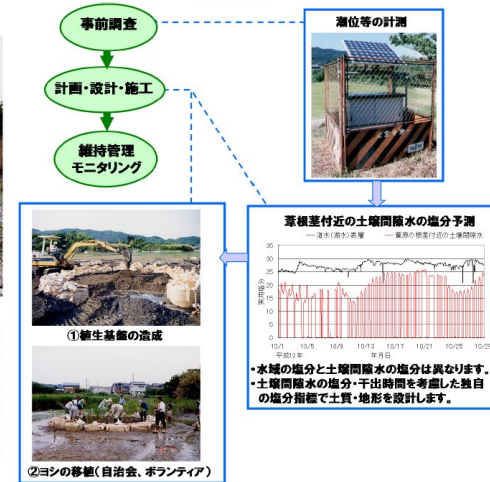 事前調査
計画・設計・施工
維持管理
モニタリング
潮位等の計測
葦根茎付近の土壌間隙水の塩分予測
海水(湖水)表層
葦原の根茎付近の土壌間隙水
実用塩分
35
30
25
20
15
10
5
0
10/1 10/5 10/9 10/13 10/17 10/21 10/25 10/29
平成12年 年月日
・水域の塩分と土壌間隙水の塩分は異なります。
・土壌間隙水の塩分・干出時間を考慮した独自
の塩分指標で土質・地形を設計します。
①植生基盤の造成
②ヨシの移植(自治会、ボランティア)